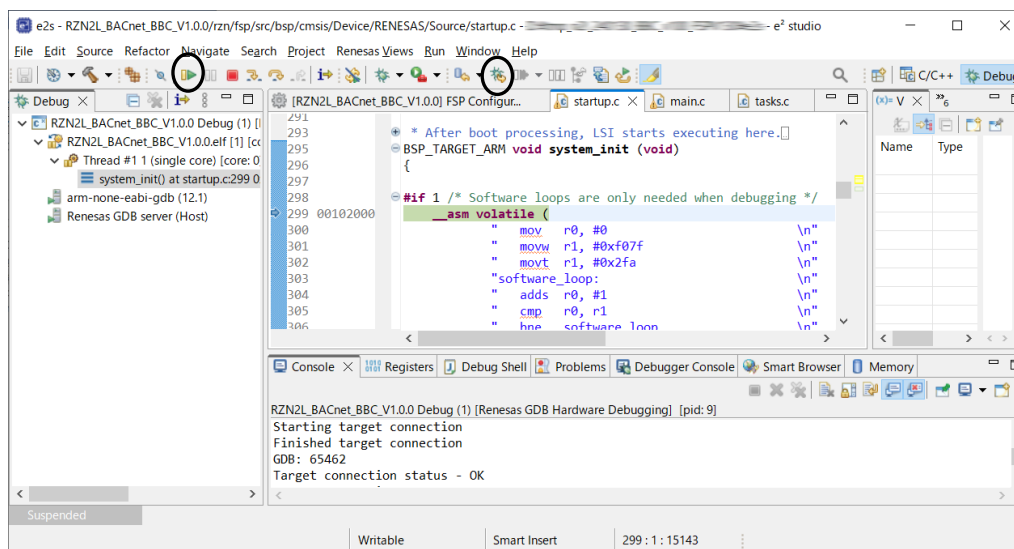 e2s - RZN2L_BACnet_BBC_V1.0.0/rzn/fsp/src/bsp/cmsis/Device/RENESAS/Source/startup.c - - e² studio
File Edit Source Refactor Navigate Search Project Renesas Views Run Window Help
C/C++ Debug
Debug
[RZN2L_BACnet_BBC_V1.0.0] FSP Configur... startup.c main.c tasks.c
(x)= V »6
RZN2L_BACnet_BBC_V1.0.0 Debug (1) [
RZN2L_BACnet_BBC_V1.0.0.elf [1] [co
Thread #1 1 (single core) [core: 0
system_init() at startup.c:299 0
arm-none-eabi-gdb (12.1)
Renesas GDB server (Host)
291
293 * After boot processing, LSI starts executing here.
295 BSP_TARGET_ARM void system_init (void)
296 {
297
298 #if 1 /* Software loops are only needed when debugging */
299 00102000 __asm volatile (
300 " mov r0, #0 \n"
301 " movw r1, #0xf07f \n"
302 " movt r1, #0x2fa \n"
303 "software_loop: \n"
304 " adds r0, #1 \n"
305 " cmp r0, r1 \n"
306 " bne software_loop \n"
Name Type
Console Registers Debug Shell Problems Debugger Console Smart Browser Memory
RZN2L_BACnet_BBC_V1.0.0 Debug (1) [Renesas GDB Hardware Debugging] [pid: 9]
Starting target connection
Finished target connection
GDB: 65462
Target connection status - OK
Suspended
Writable Smart Insert 299 : 1 : 15143